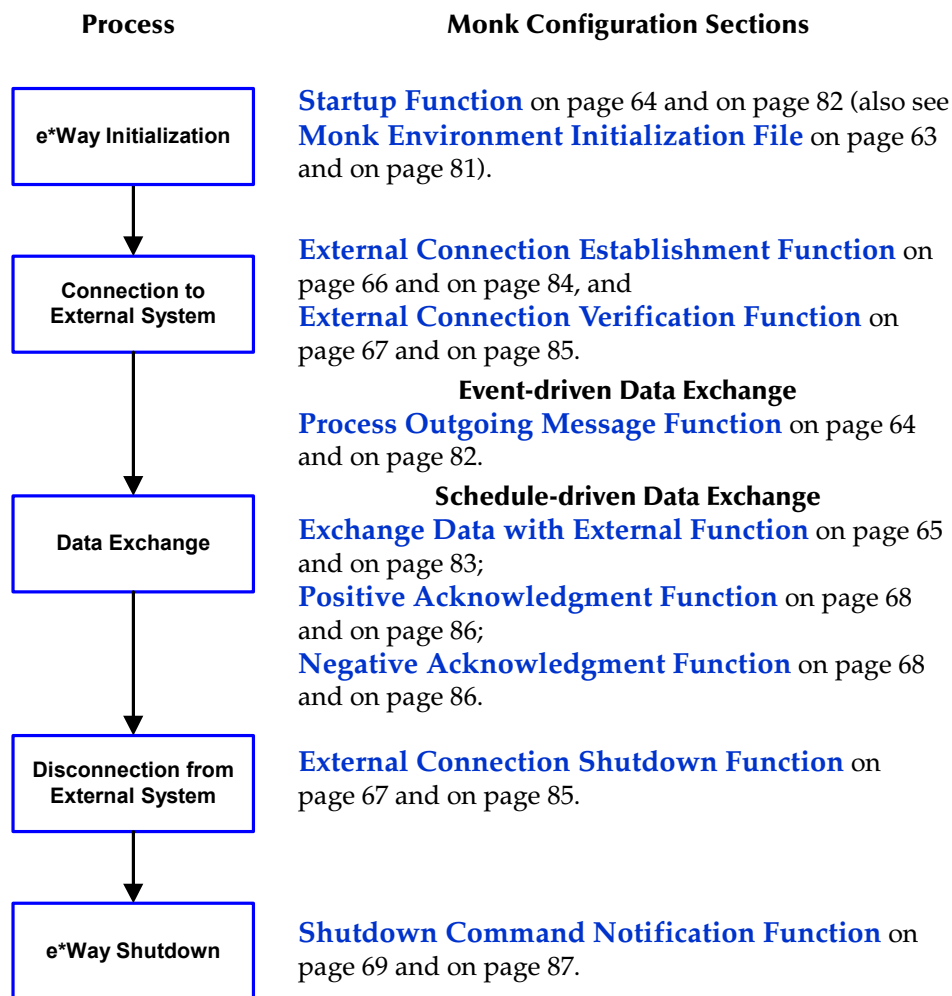 Process
Monk Configuration Sections
e*Way Initialization
Startup Function on page 64 and on page 82 (also see
Monk Environment Initialization File on page 63
and on page 81).
Connection to
External System
External Connection Establishment Function on
page 66 and on page 84, and
External Connection Verification Function on
page 67 and on page 85.
Event-driven Data Exchange
Process Outgoing Message Function on page 64
and on page 82.
Data Exchange
Schedule-driven Data Exchange
Exchange Data with External Function on page 65
and on page 83;
Positive Acknowledgment Function on page 68
and on page 86;
Negative Acknowledgment Function on page 68
and on page 86.
Disconnection from
External System
External Connection Shutdown Function on
page 67 and on page 85.
e*Way Shutdown
Shutdown Command Notification Function on
page 69 and on page 87.